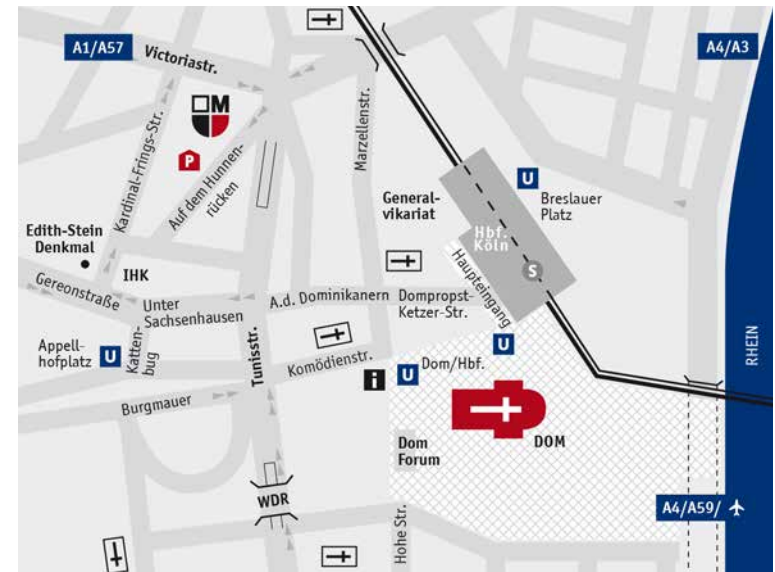 A1/A57
Victoriastr.
A4/A3
M
P
Kardinal-Frings-Str.
Auf dem Hunnen-
rücken
Marzellenstr.
General-
vikariat
U
Breslauer
Platz
Hbf.
Köln
S
Haupteingang
Edith-Stein
Denkmal
IHK
Gereonstraße
Unter
Sachsenhausen
A.d. Dominikanern
Dompropst-
Ketzer-Str.
Appell-
hofplatz
U
Katten-
bug
Tunisstr.
Komödienstr.
i
U
Dom/Hbf.
U
Burgmauer
DOM
Dom
Forum
WDR
Hohe Str.
RHEIN
A4/A59/